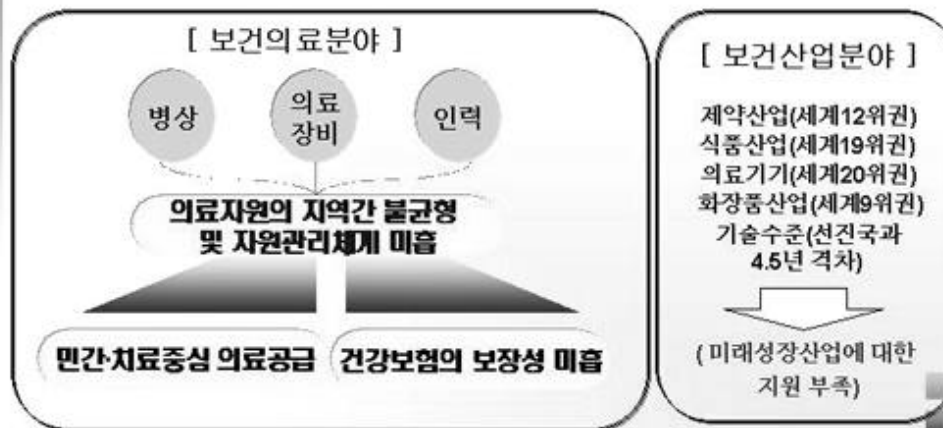 [ 보건의료분야 ]
병상
의료
장비
인력
의료자원의 지역간 불균형
및 자원관리체계 미흡
민간·치료중심 의료공급
건강보험의 보장성 미흡
[ 보건산업분야 ]
제약산업(세계12위권)
식품산업(세계19위권)
의료기기(세계20위권)
화장품산업(세계9위권)
기술수준(선진국과
4.5년 격차)
( 미래성장산업에 대한
지원 부족)